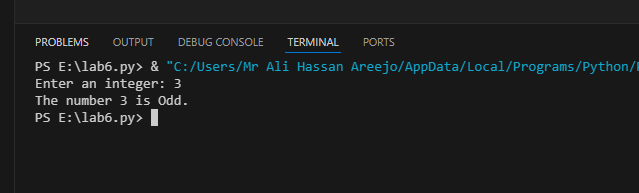 PROBLEMS OUTPUT DEBUG CONSOLE TERMINAL PORTS
PS E:\lab6.py> & "C:/Users/Mr Ali Hassan Areejo/AppData/Local/Programs/Python/
Enter an integer: 3
The number 3 is Odd.
PS E:\lab6.py>